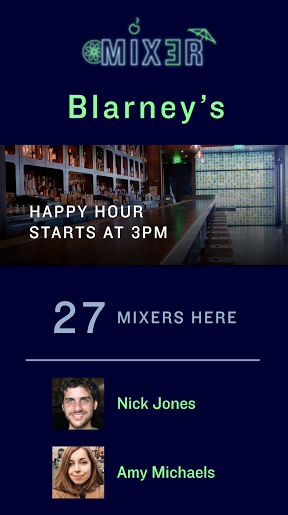 MIXER
Blarney's
HAPPY HOUR
STARTS AT 3PM
27 MIXERS HERE
Nick Jones
Amy Michaels